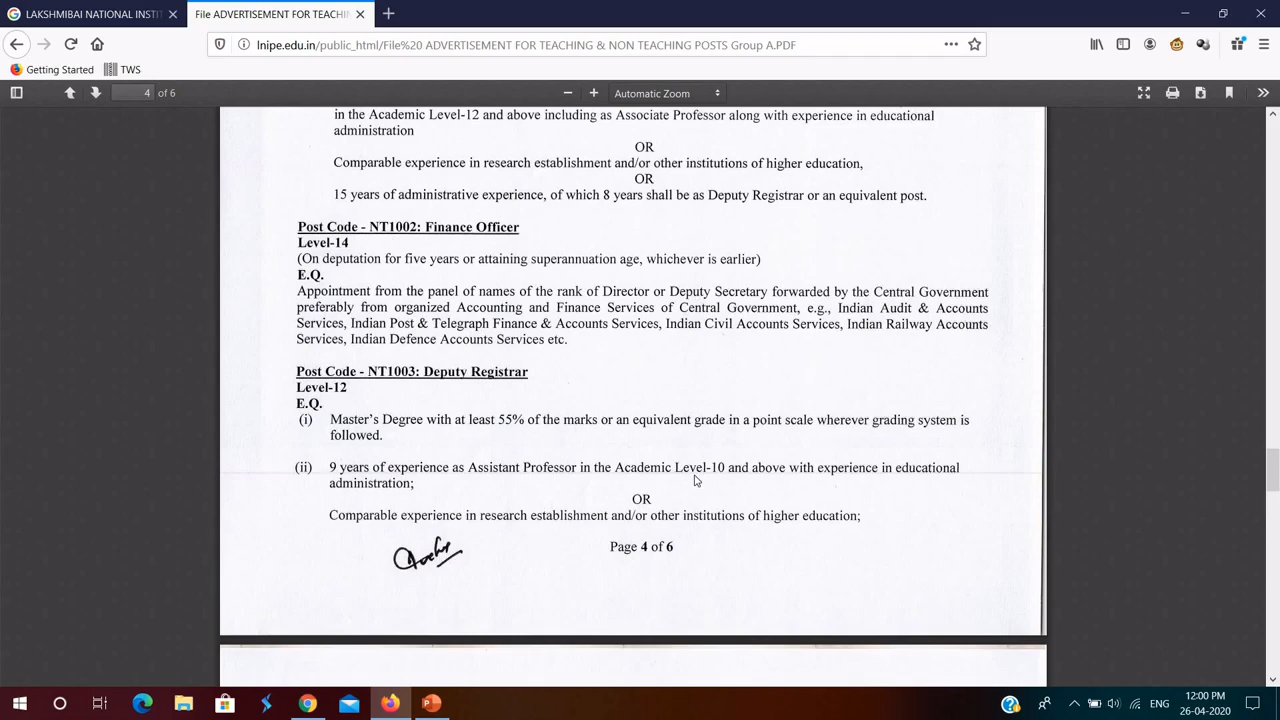 LAKSHMIBAI NATIONAL INSTIT
File ADVERTISEMENT FOR TEACHIN
lnipe.edu.in/public_html/File%20 ADVERTISEMENT FOR TEACHING & NON TEACHING POSTS Group A.PDF
Getting Started
TWS
4 of 6
Automatic Zoom
in the Academic Level-12 and above including as Associate Professor along with experience in educational
administration
OR
Comparable experience in research establishment and/or other institutions of higher education,
OR
15 years of administrative experience, of which 8 years shall be as Deputy Registrar or an equivalent post.
Post Code - NT1002: Finance Officer
Level-14
(On deputation for five years or attaining superannuation age, whichever is earlier)
E.Q.
Appointment from the panel of names of the rank of Director or Deputy Secretary forwarded by the Central Government
preferably from organized Accounting and Finance Services of Central Government, e.g., Indian Audit & Accounts
Services, Indian Post & Telegraph Finance & Accounts Services, Indian Civil Accounts Services, Indian Railway Accounts
Services, Indian Defence Accounts Services etc.
Post Code - NT1003: Deputy Registrar
Level-12
E.Q.
(i) Master's Degree with at least 55% of the marks or an equivalent grade in a point scale wherever grading system is
followed.
(ii) 9 years of experience as Assistant Professor in the Academic Level-10 and above with experience in educational
administration;
OR
Comparable experience in research establishment and/or other institutions of higher education;
Page 4 of 6
ENG
12:00 PM
26-04-2020